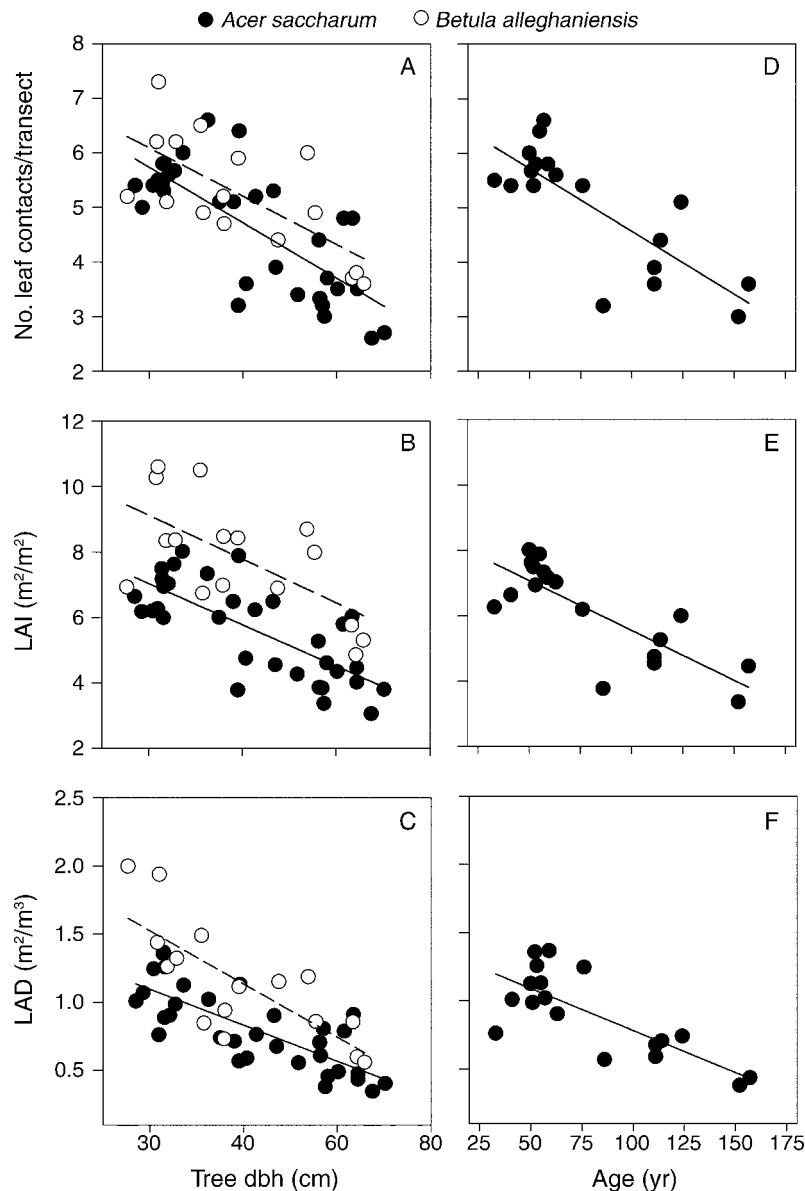 ● Acer saccharum ○ Betula alleghaniensis
A
D
8
7
6
5
4
3
2
No. leaf contacts/transect
B
E
12
10
8
6
4
2
LAI (m²/m²)
C
F
2.5
2.0
1.5
1.0
0.5
LAD (m²/m³)
30 40 60 80
Tree dbh (cm)
25 50 75 100 125 150 175
Age (yr)